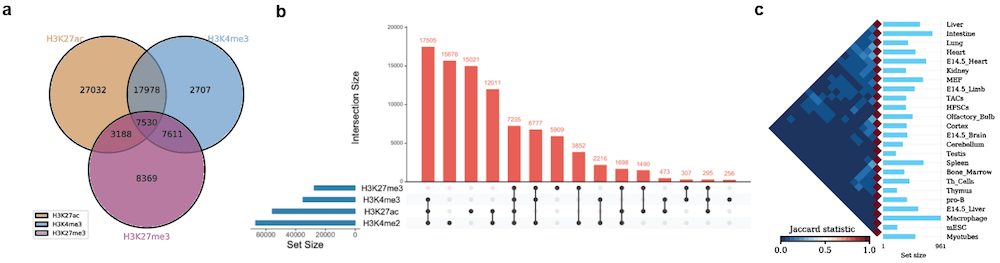 a
H3K27ac
H3K4me3
27032
17978
2707
7530
3188
7611
8369
H3K27ac
H3K4me3
H3K27me3
H3K27me3
b
20000
15000
10000
5000
0
Intersection Size
17505
15676
15021
12011
7235
6777
5909
3852
2216
1698
1490
473
307
295
256
H3K27me3
H3K4me3
H3K27ac
H3K4me2
60000
40000
20000
0
Set Size
c
Liver
Intestine
Lung
Heart
E14.5_Heart
Kidney
MEF
E14.5_Limb
TACs
HFSCs
Olfactory_Bulb
Cortex
E14.5_Brain
Cerebellum
Testis
Spleen
Bone_Marrow
Th_Cells
Thymus
pro-B
E14.5_Liver
Macrophage
mESC
Myotubes
Jaccard statistic
0.0
0.5
1.0
1
961
Set size